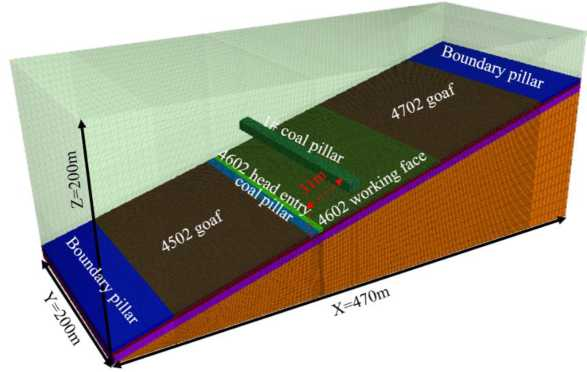 Boundary pillar
4702 goaf
1# coal pillar
Z=200m
4602 head entry
31m
coal pillar
4602 working face
4502 goaf
Boundary pillar
Y=200m
X=470m